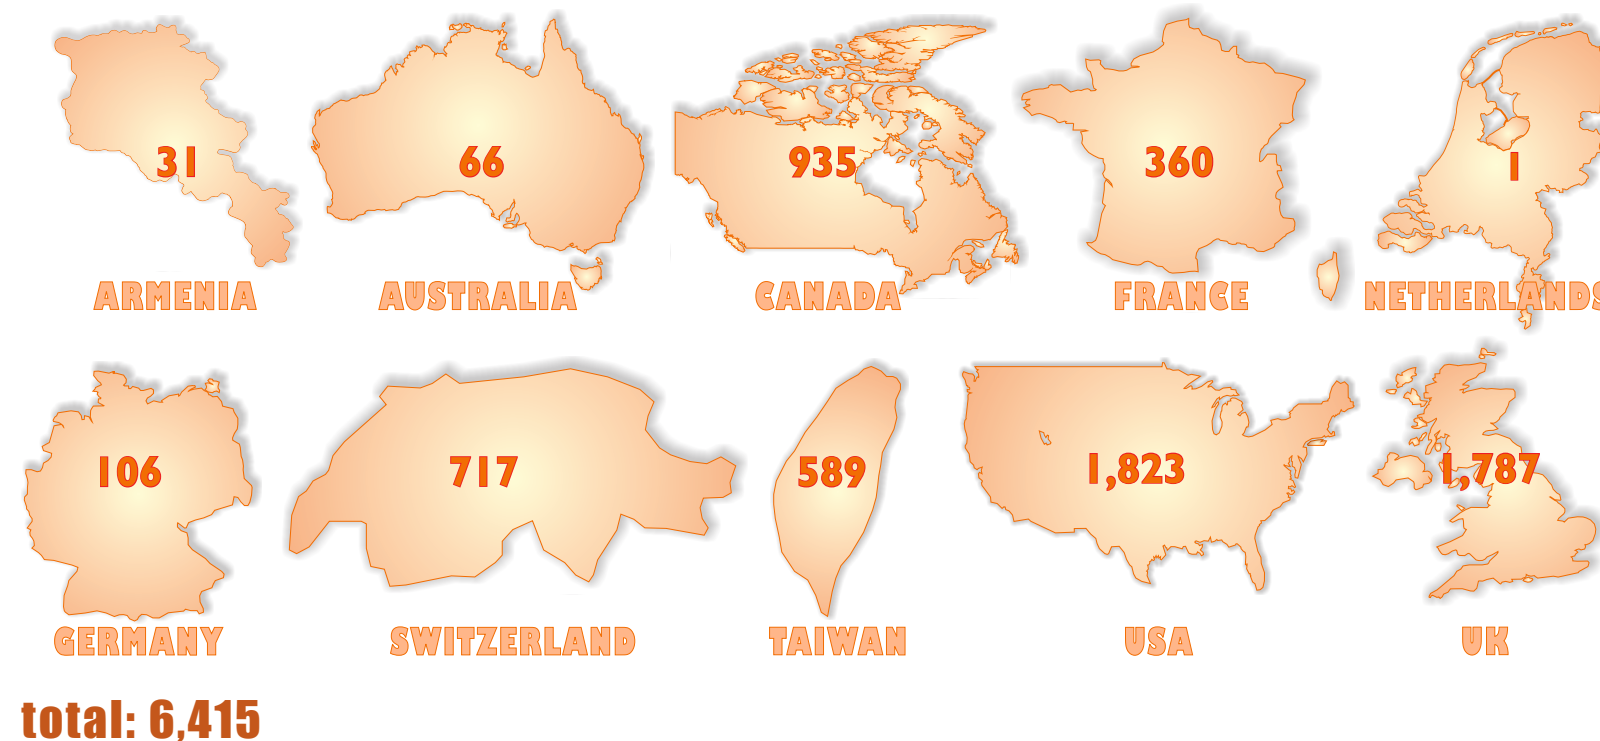 31 66 935 360 1
ARMENIA AUSTRALIA CANADA FRANCE NETHERLANDS
106 717 589 1,823 1,787
GERMANY SWITZERLAND TAIWAN USA UK
total: 6,415